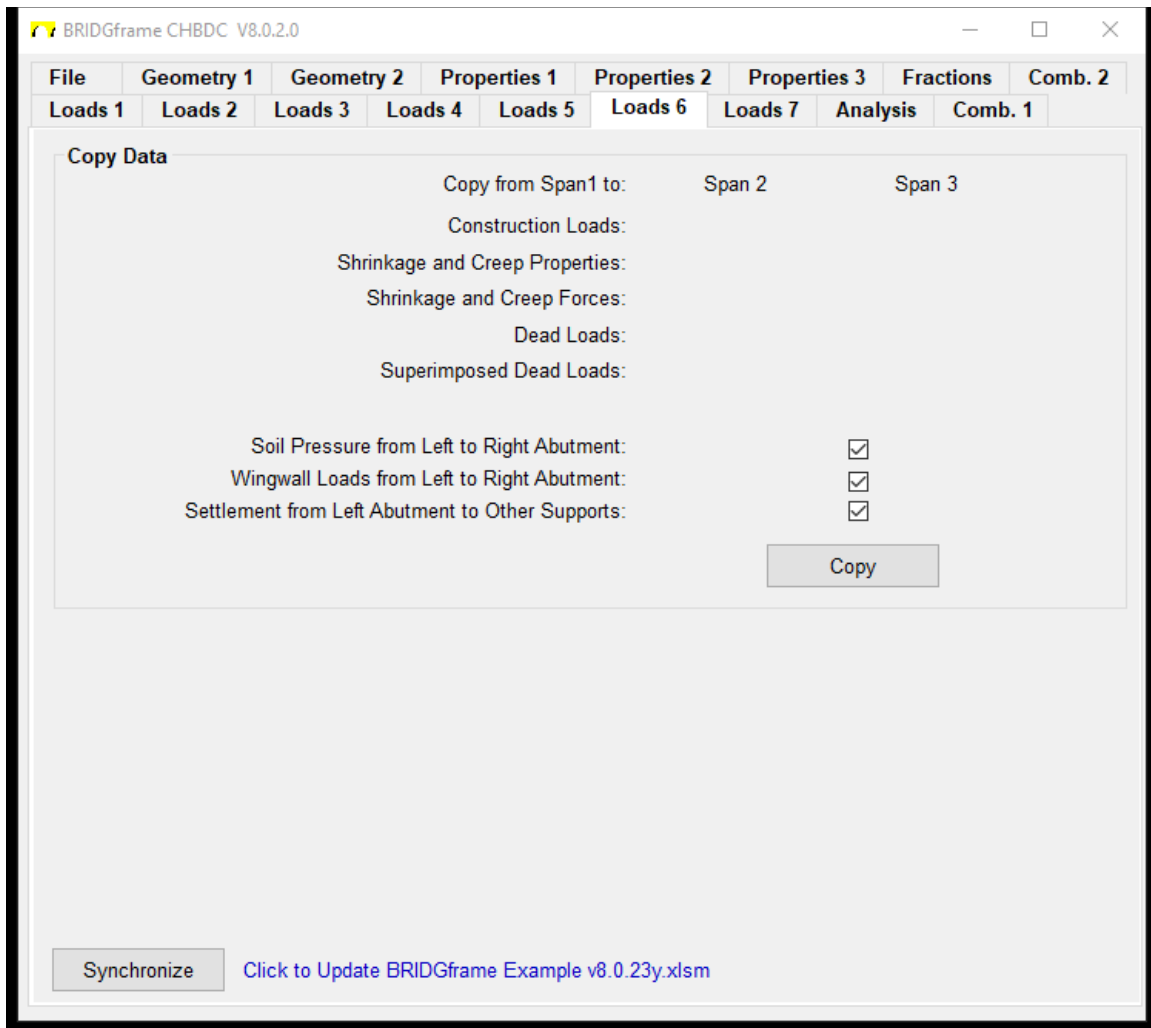 BRIDGframe CHBDC V8.0.2.0
File Geometry 1 Geometry 2 Properties 1 Properties 2 Properties 3 Fractions Comb. 2
Loads 1 Loads 2 Loads 3 Loads 4 Loads 5 Loads 6 Loads 7 Analysis Comb. 1
Copy Data
Copy from Span1 to: Span 2 Span 3
Construction Loads:
Shrinkage and Creep Properties:
Shrinkage and Creep Forces:
Dead Loads:
Superimposed Dead Loads:
Soil Pressure from Left to Right Abutment:
Wingwall Loads from Left to Right Abutment:
Settlement from Left Abutment to Other Supports:
Copy
Synchronize Click to Update BRIDGframe Example v8.0.23y.xlsm